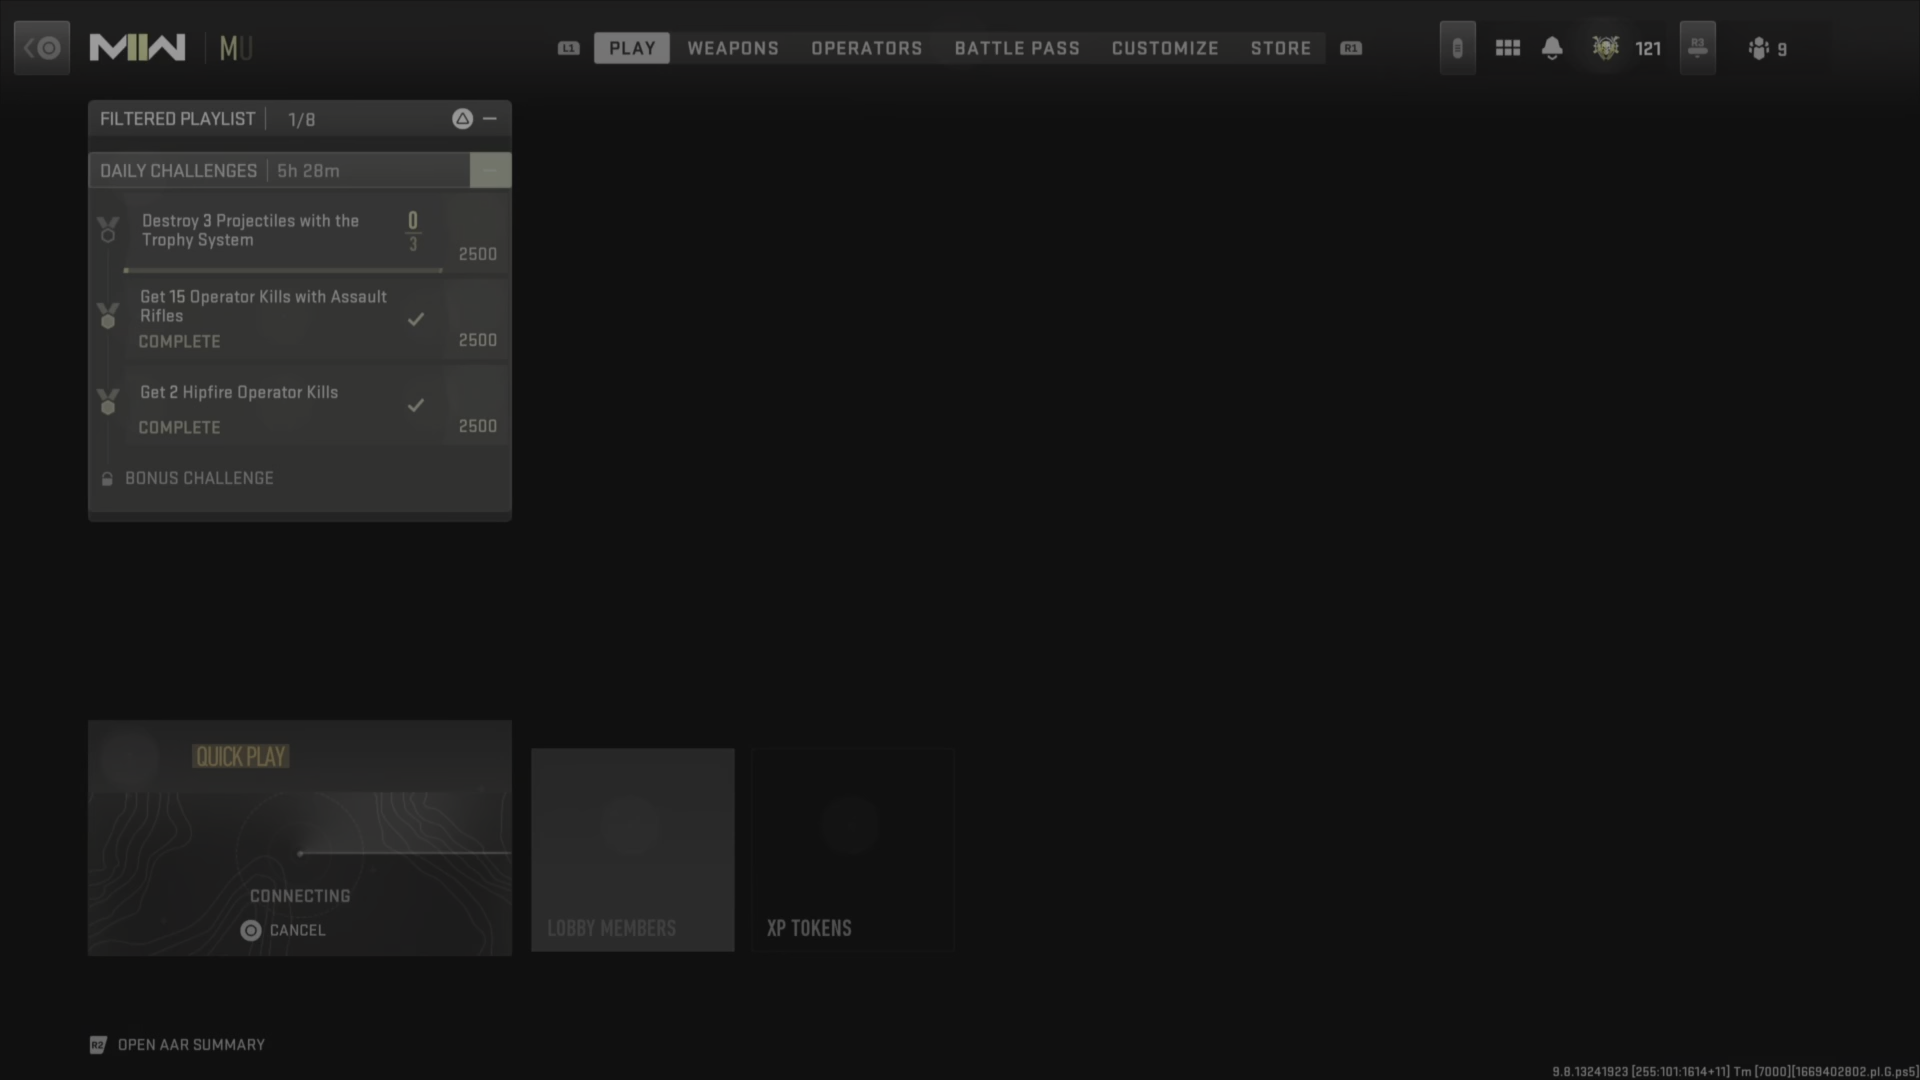 MWII MU
L1 PLAY WEAPONS OPERATORS BATTLE PASS CUSTOMIZE STORE R1
121 R3 9
FILTERED PLAYLIST 1/8
DAILY CHALLENGES 5h 28m
Destroy 3 Projectiles with the
Trophy System
0
3
2500
Get 15 Operator Kills with Assault
Rifles
COMPLETE
2500
Get 2 Hipfire Operator Kills
COMPLETE
2500
BONUS CHALLENGE
QUICK PLAY
CONNECTING
CANCEL
LOBBY MEMBERS
XP TOKENS
R2 OPEN AAR SUMMARY
9.8.13241923 [255:101:1614+11] Tm [7000][1669402802.pl.G.ps5]